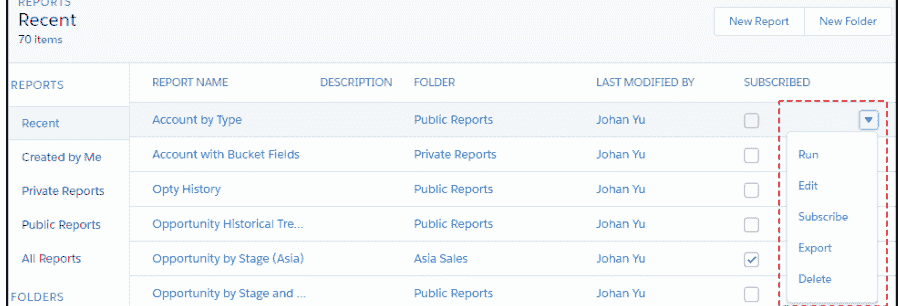 REPORTS
Recent
70 items
New Report New Folder
REPORTS REPORT NAME DESCRIPTION FOLDER LAST MODIFIED BY SUBSCRIBED
Recent Account by Type Public Reports Johan Yu
Created by Me Account with Bucket Fields Private Reports Johan Yu Run
Private Reports Opty History Public Reports Johan Yu Edit
Public Reports Opportunity Historical Tre... Public Reports Johan Yu Subscribe
All Reports Opportunity by Stage (Asia) Asia Sales Johan Yu Export
FOLDERS Opportunity by Stage and ... Public Reports Johan Yu Delete